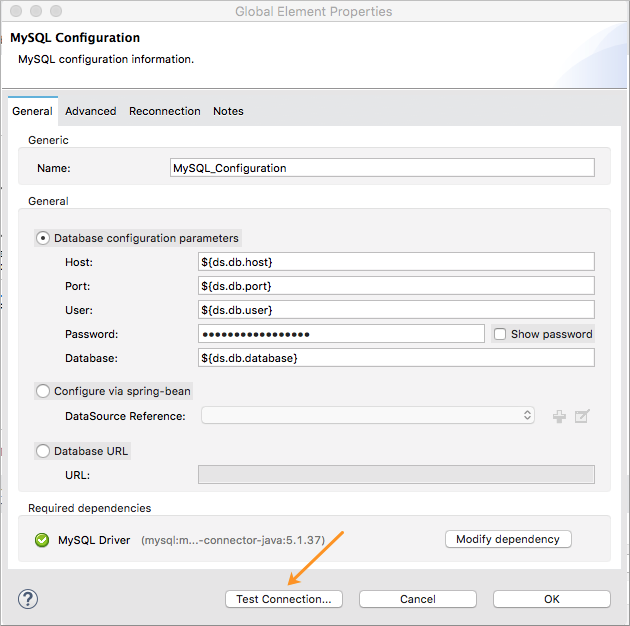 Global Element Properties
MySQL Configuration
MySQL configuration information.
General Advanced Reconnection Notes
Generic
Name: MySQL_Configuration
General
Database configuration parameters
Host: ${ds.db.host}
Port: ${ds.db.port}
User: ${ds.db.user}
Password: ••••••••••••••••• Show password
Database: ${ds.db.database}
Configure via spring-bean
DataSource Reference:
Database URL
URL:
Required dependencies
MySQL Driver (mysql:m...-connector-java:5.1.37) Modify dependency
? Test Connection... Cancel OK